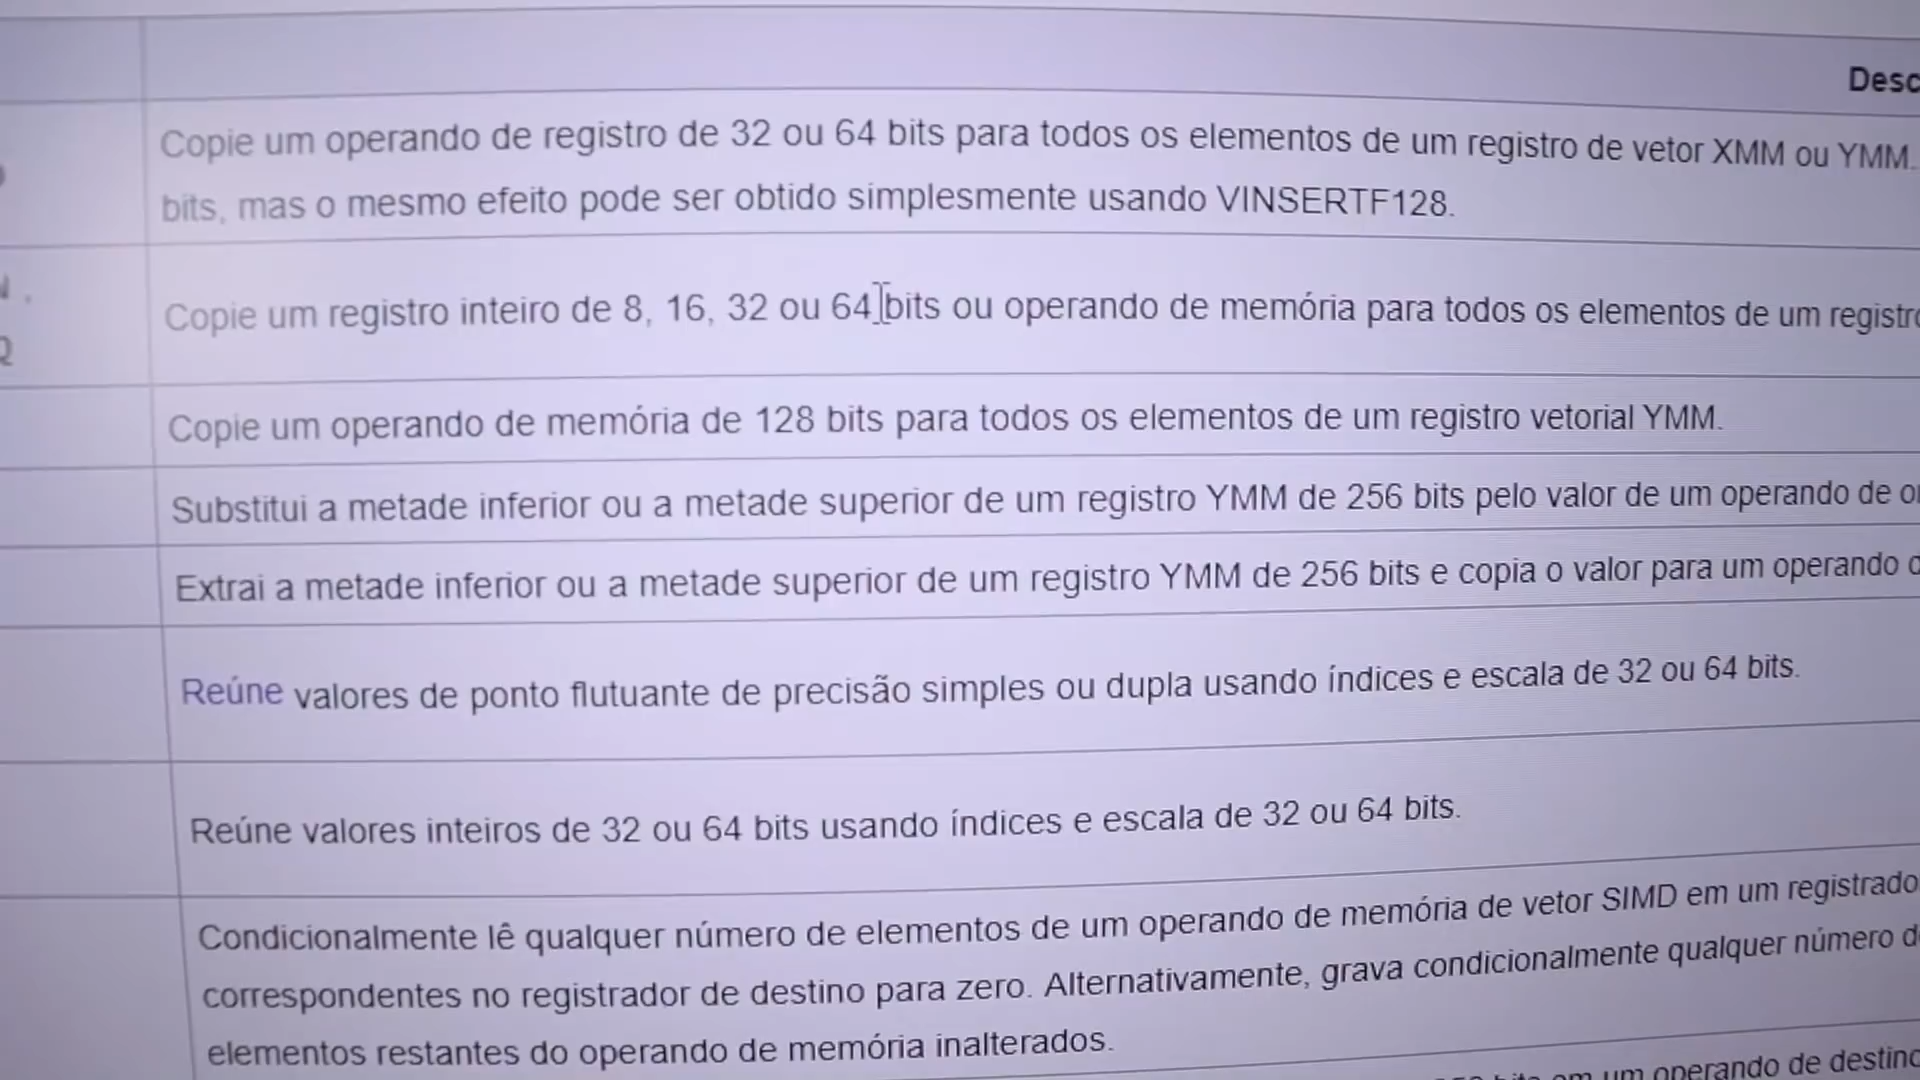 Desc
Copie um operando de registro de 32 ou 64 bits para todos os elementos de um registro de vetor XMM ou YMM.
bits, mas o mesmo efeito pode ser obtido simplesmente usando VINSERTF128.
Copie um registro inteiro de 8, 16, 32 ou 64 bits ou operando de memória para todos os elementos de um registro
Copie um operando de memória de 128 bits para todos os elementos de um registro vetorial YMM.
Substitui a metade inferior ou a metade superior de um registro YMM de 256 bits pelo valor de um operando de
Extrai a metade inferior ou a metade superior de um registro YMM de 256 bits e copia o valor para um operando
Reúne valores de ponto flutuante de precisão simples ou dupla usando índices e escala de 32 ou 64 bits.
Reúne valores inteiros de 32 ou 64 bits usando índices e escala de 32 ou 64 bits.
Condicionalmente lê qualquer número de elementos de um operando de memória de vetor SIMD em um registrado
correspondentes no registrador de destino para zero. Alternativamente, grava condicionalmente qualquer número
elementos restantes do operando de memória inalterados.
em um operando de destino